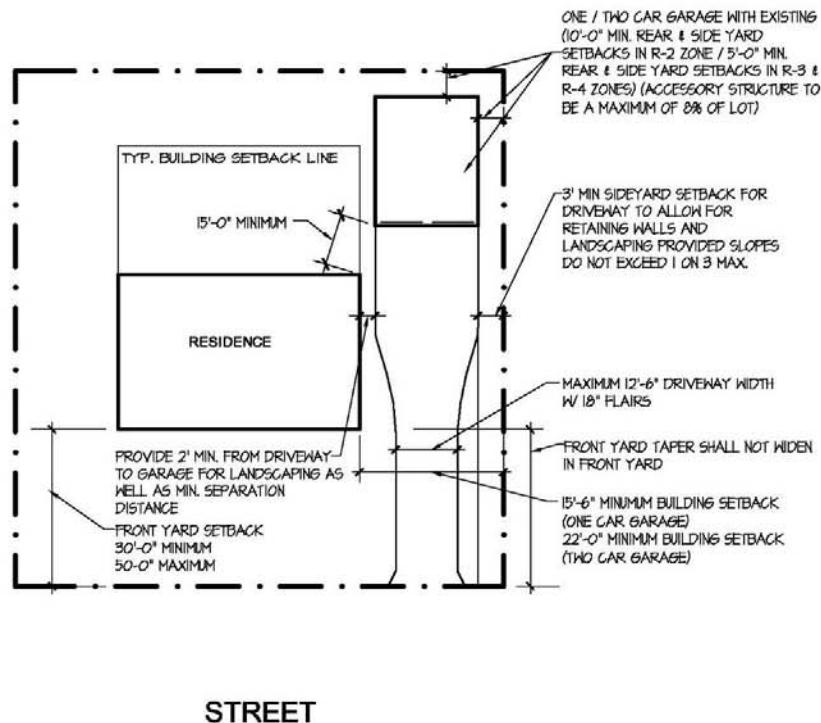 ONE / TWO CAR GARAGE WITH EXISTING
(10'-0" MIN. REAR & SIDE YARD
SETBACKS IN R-2 ZONE / 5'-0" MIN.
REAR & SIDE YARD SETBACKS IN R-3 &
R-4 ZONES) (ACCESSORY STRUCTURE TO
BE A MAXIMUM OF 8% OF LOT)
TYP. BUILDING SETBACK LINE
15'-0" MINIMUM
3' MIN SIDEYARD SETBACK FOR
DRIVEWAY TO ALLOW FOR
RETAINING WALLS AND
LANDSCAPING PROVIDED SLOPES
DO NOT EXCEED 1 ON 3 MAX.
RESIDENCE
MAXIMUM 12'-6" DRIVEWAY WIDTH
W/ 18" FLAIRS
FRONT YARD TAPER SHALL NOT WIDEN
IN FRONT YARD
PROVIDE 2' MIN. FROM DRIVEWAY
TO GARAGE FOR LANDSCAPING AS
WELL AS MIN. SEPARATION
DISTANCE
15'-6" MINUMUM BUILDING SETBACK
(ONE CAR GARAGE)
22'-0" MINIMUM BUILDING SETBACK
(TWO CAR GARAGE)
FRONT YARD SETBACK
30'-0" MINIMUM
50-0" MAXIMUM
STREET